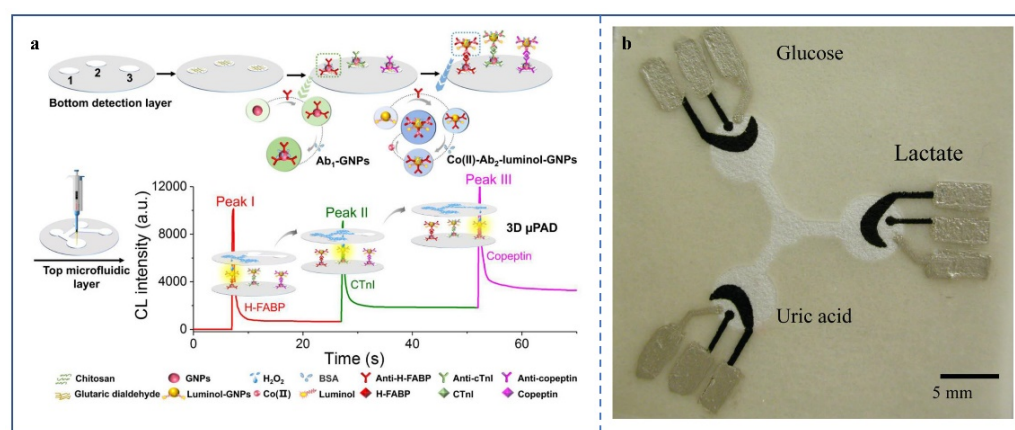 a
1
2
3
Bottom detection layer
Ab₁-GNPs
Co(II)-Ab₂-luminol-GNPs
Top microfluidic
layer
CL intensity (a.u.)
12000
8000
4000
0
Peak I
Peak II
Peak III
3D μPAD
H-FABP
CTnI
Copeptin
0
20
40
60
Time (s)
Chitosan
GNPs
H₂O₂
BSA
Anti-H-FABP
Anti-cTnI
Anti-copeptin
Glutaric dialdehyde
Luminol-GNPs
Co(II)
Luminol
H-FABP
CTnI
Copeptin
b
Glucose
Lactate
Uric acid
5 mm